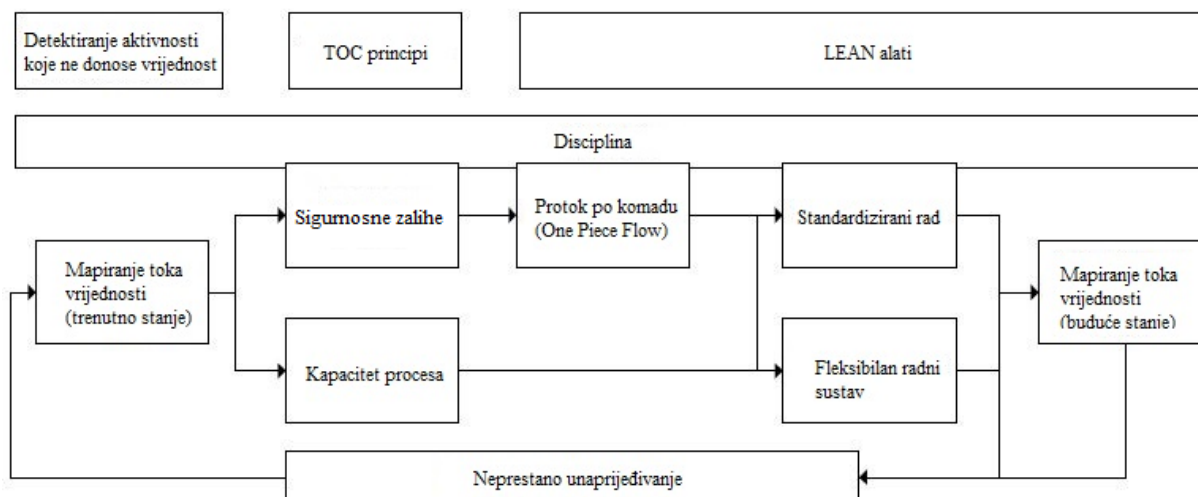 Detektiranje aktivnosti
koje ne donose vrijednost
TOC principi
LEAN alati
Disciplina
Sigurnosne zalihe
Protok po komadu
(One Piece Flow)
Standardizirani rad
Mapiranje toka
vrijednosti
(trenutno stanje)
Mapiranje toka
vrijednosti
(buduće stanje)
Kapacitet procesa
Fleksibilan radni
sustav
Neprestano unaprijeđivanje